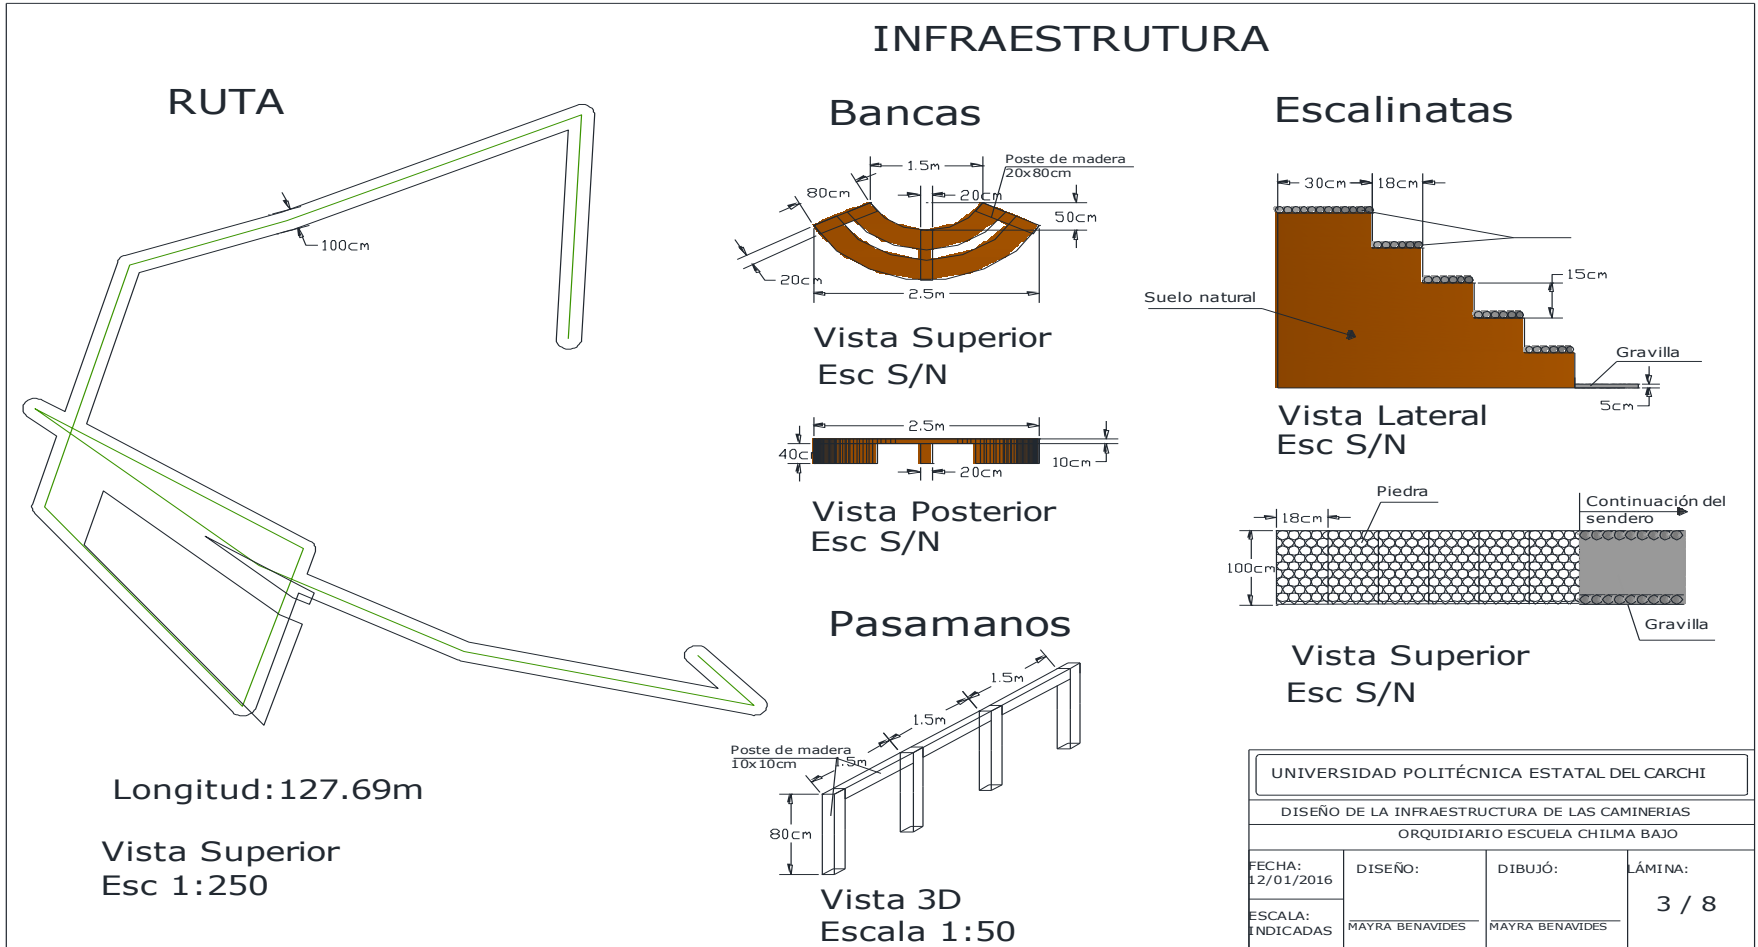 INFRAESTRUTURA
RUTA
100cm
Longitud:127.69m
Vista Superior
Esc 1:250
Bancas
1.5m
Poste de madera
20x80cm
80cm
20cm
50cm
20cm
2.5m
Vista Superior
Esc S/N
2.5m
40c
10cm
20cm
Vista Posterior
Esc S/N
Pasamanos
1.5m
1.5m
Poste de madera
10x10cm
1.5m
80cm
Vista 3D
Escala 1:50
Escalinatas
30cm
18cm
15cm
Suelo natural
Gravilla
5cm
Vista Lateral
Esc S/N
Piedra
Continuación del
sendero
18cm
100cm
Gravilla
Vista Superior
Esc S/N
UNIVERSIDAD POLITÉCNICA ESTATAL DEL CARCHI
DISEÑO DE LA INFRAESTRUCTURA DE LAS CAMINERIAS
ORQUIDIARIO ESCUELA CHILMA BAJO
FECHA:
12/01/2016
DISEÑO:
DIBUJÓ:
LÁMINA:
3 / 8
ESCALA:
INDICADAS
MAYRA BENAVIDES
MAYRA BENAVIDES